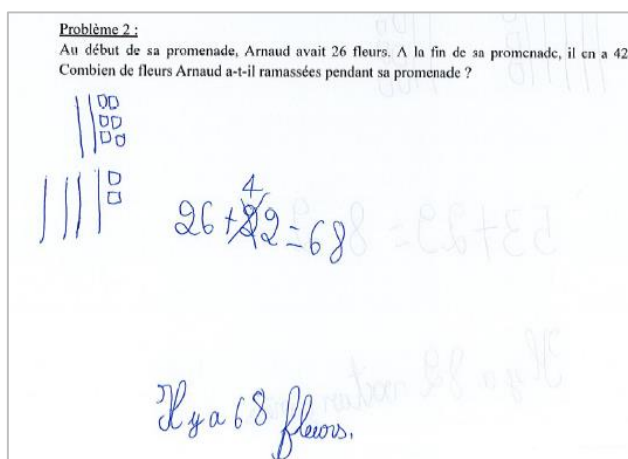 Problème 2 :
Au début de sa promenade, Arnaud avait 26 fleurs. A la fin de sa promenade, il en a 42
Combien de fleurs Arnaud a-t-il ramassées pendant sa promenade ?
4
26 + 22 = 68
Il y a 68 fleurs.